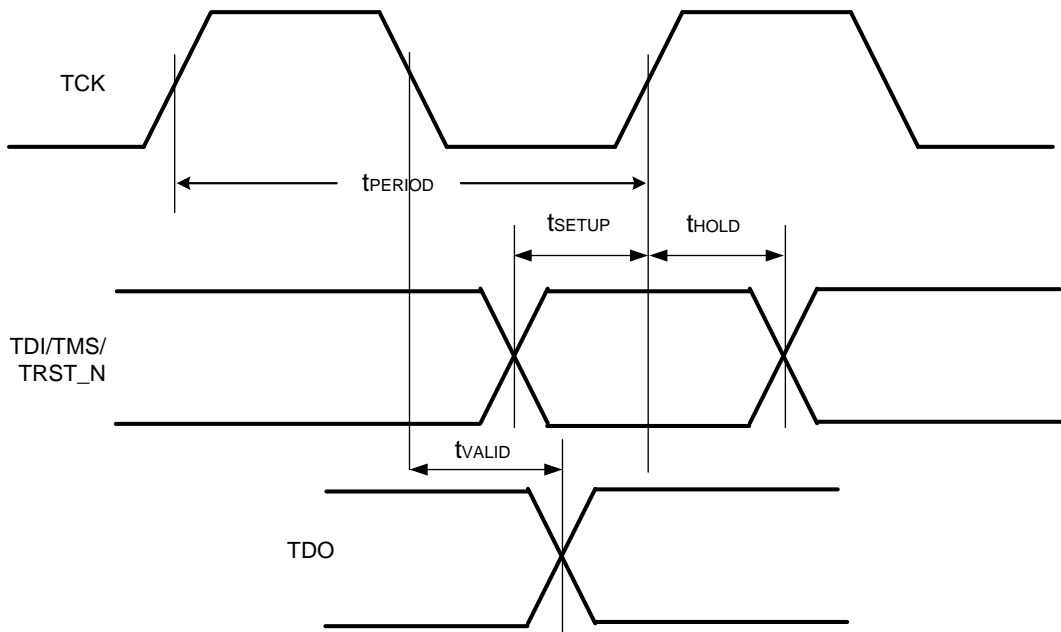 TCK
tPERIOD
tSETUP
tHOLD
TDI/TMS/
TRST_N
tVALID
TDO